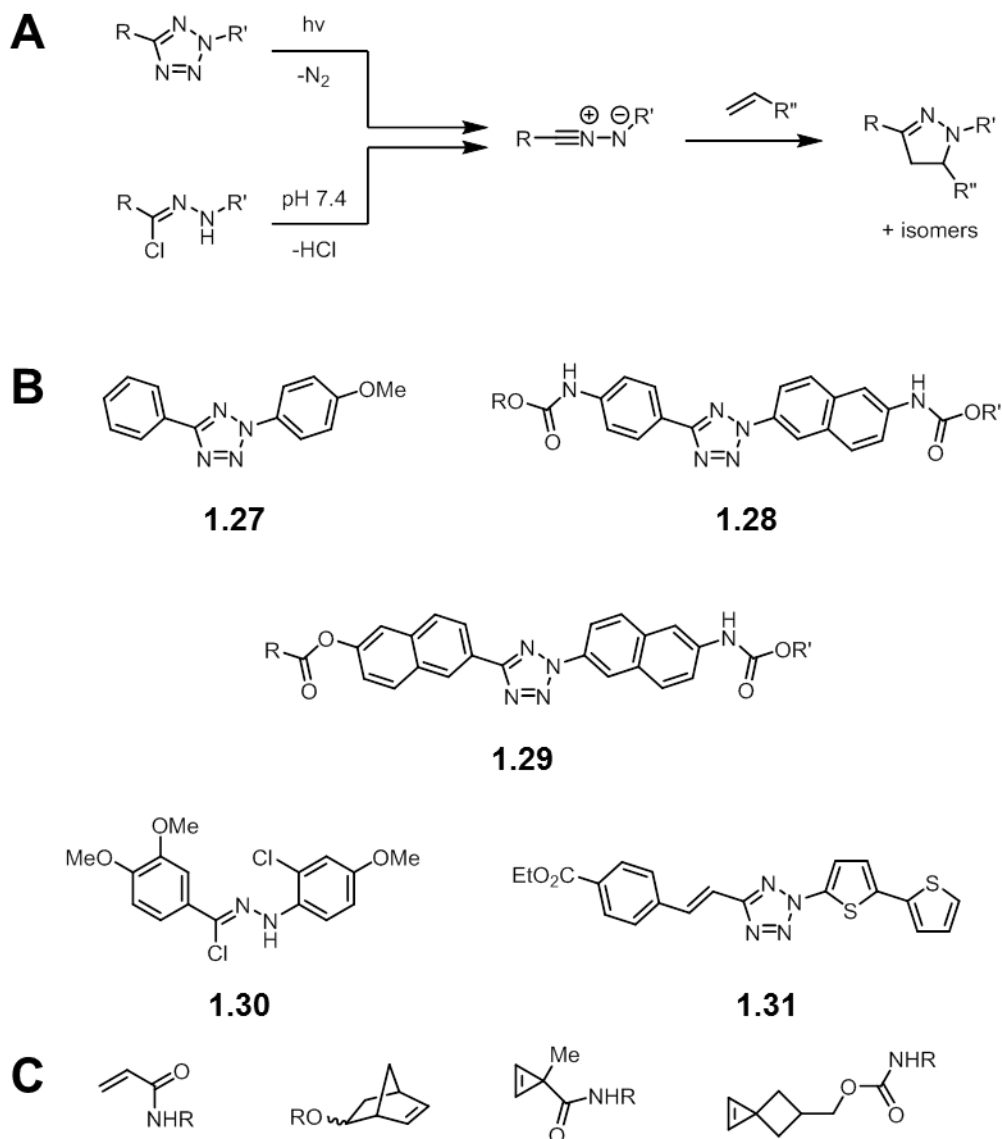 A
R N N R' N=N hv -N2
R N N H R' Cl pH 7.4 -HCl
R N ⊕ N ⊖ R'
R''
R N N R' R''
+ isomers
B
N N N=N OMe
1.27
RO O H N N N N=N H N O OR'
1.28
R O O N N N=N H N O OR'
1.29
MeO OMe Cl N N H Cl OMe
1.30
EtO2C N N N=N S S
1.31
C
O NHR
RO
Me NHR O
O NHR O